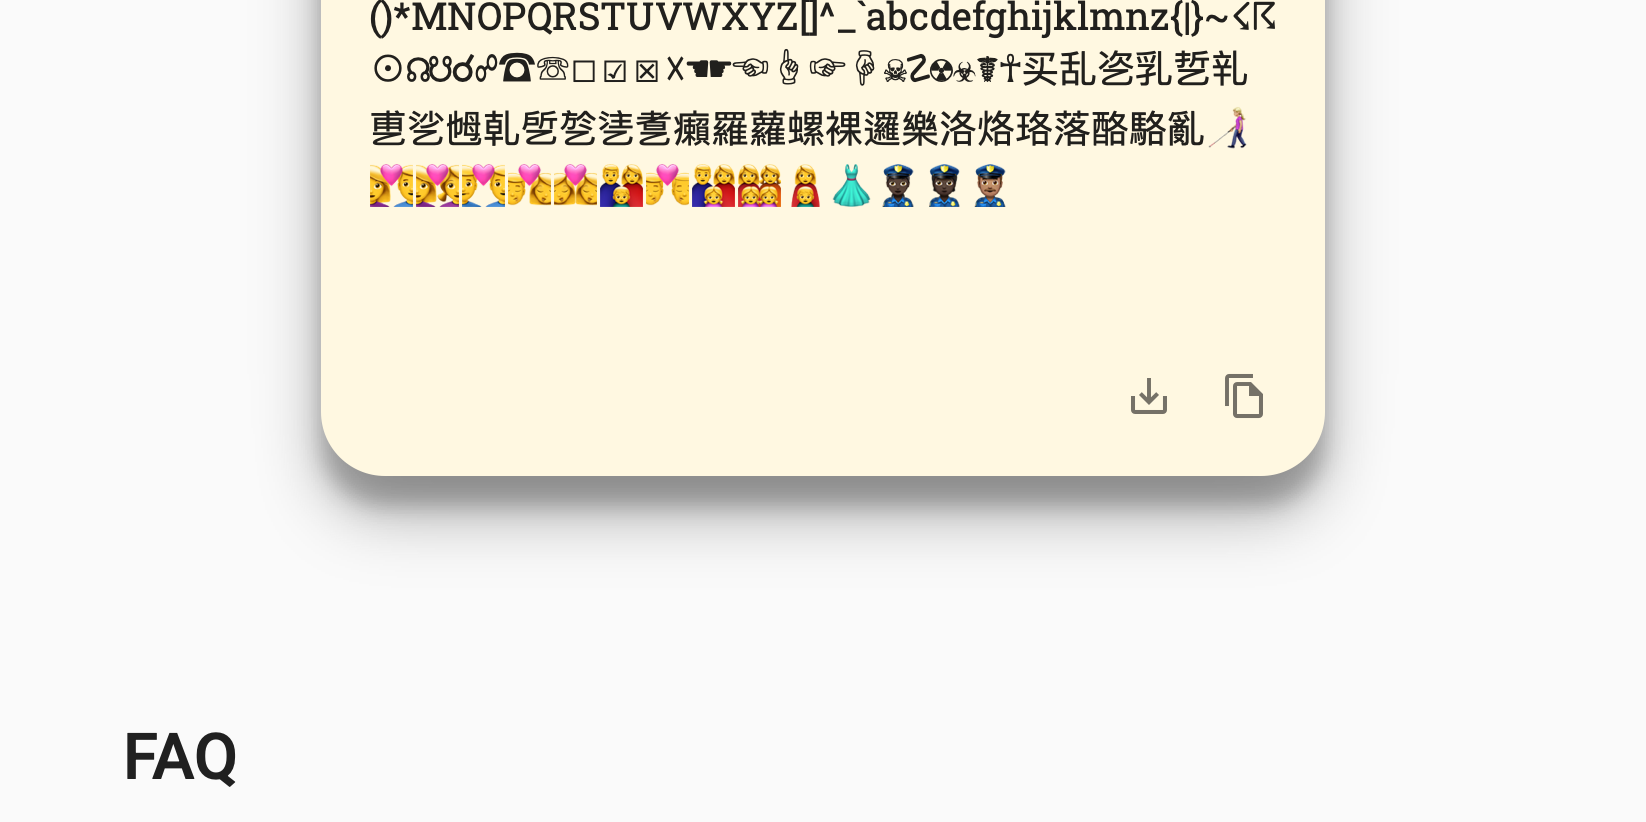 ()*MNOPQRSTUVWXYZ[]^_`abcdefghijklmnz{|}~☇☈
☉☊☋☌☍☎☏☐☑☒☓☚☛☜☝☞☟☠☡☢☣☤☥买乱乲乳乴乵
乶乷乸乹乺乻乼乽癩羅蘿螺裸邏樂洛烙珞落酪駱亂👩🏼‍🦯
👩‍❤️‍👨👩‍❤️‍👩👨‍❤️‍👨👨‍❤️‍💋‍👩👩‍❤️‍💋‍👩👨‍👩‍👦👨‍❤️‍💋‍👨👨‍👩‍👧👩‍👩‍👧‍👧👩‍👦👗👮🏿👮🏿👮🏽
FAQ